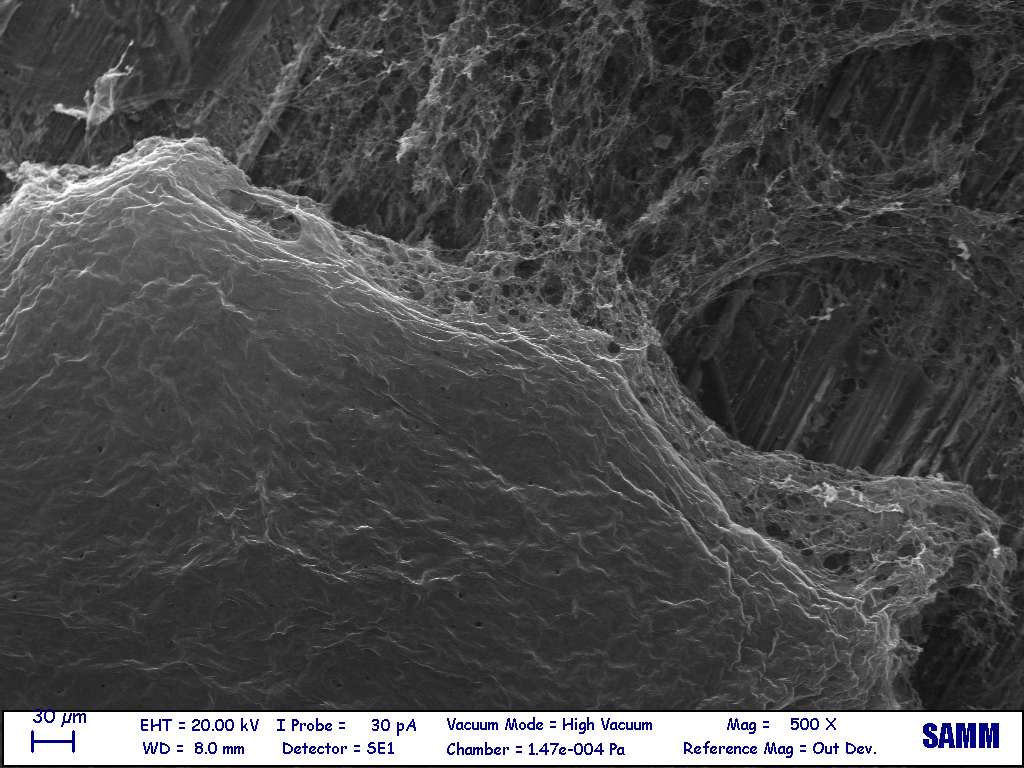 30 µm
EHT = 20.00 kV I Probe = 30 pA Vacuum Mode = High Vacuum Mag = 500 X
WD = 8.0 mm Detector = SE1 Chamber = 1.47e-004 Pa Reference Mag = Out Dev.
SAMM